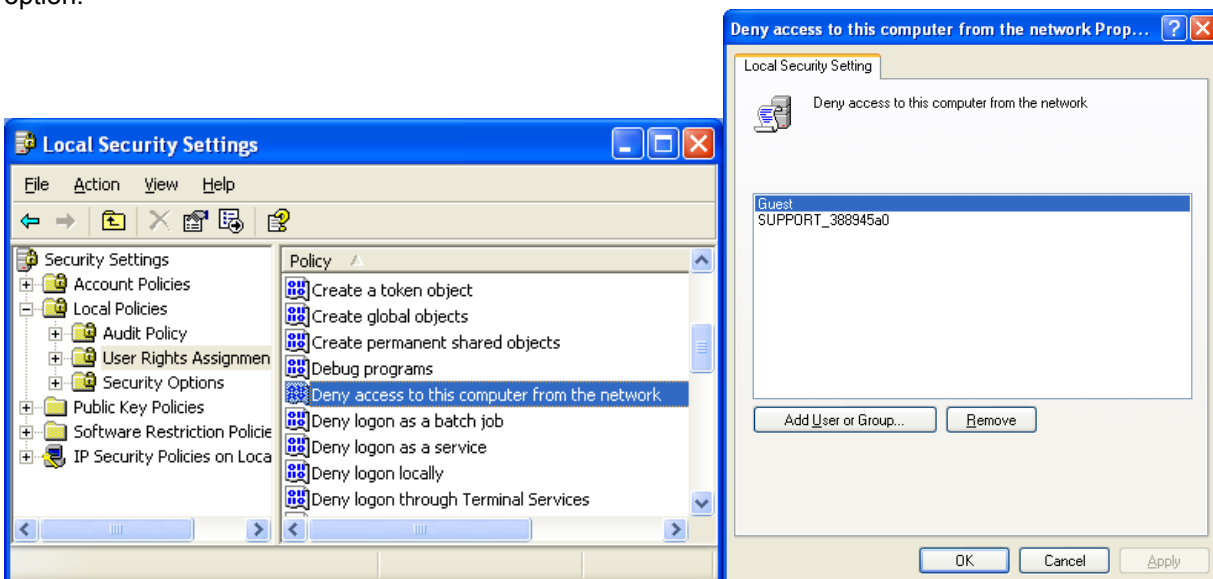 option.
Local Security Settings
File Action View Help
Security Settings
Account Policies
Local Policies
Audit Policy
User Rights Assignmen
Security Options
Public Key Policies
Software Restriction Policie
IP Security Policies on Loca
Policy
Create a token object
Create global objects
Create permanent shared objects
Debug programs
Deny access to this computer from the network
Deny logon as a batch job
Deny logon as a service
Deny logon locally
Deny logon through Terminal Services
Deny access to this computer from the network Prop...
Local Security Setting
Deny access to this computer from the network
Guest
SUPPORT_388945a0
Add User or Group... Remove
OK Cancel Apply